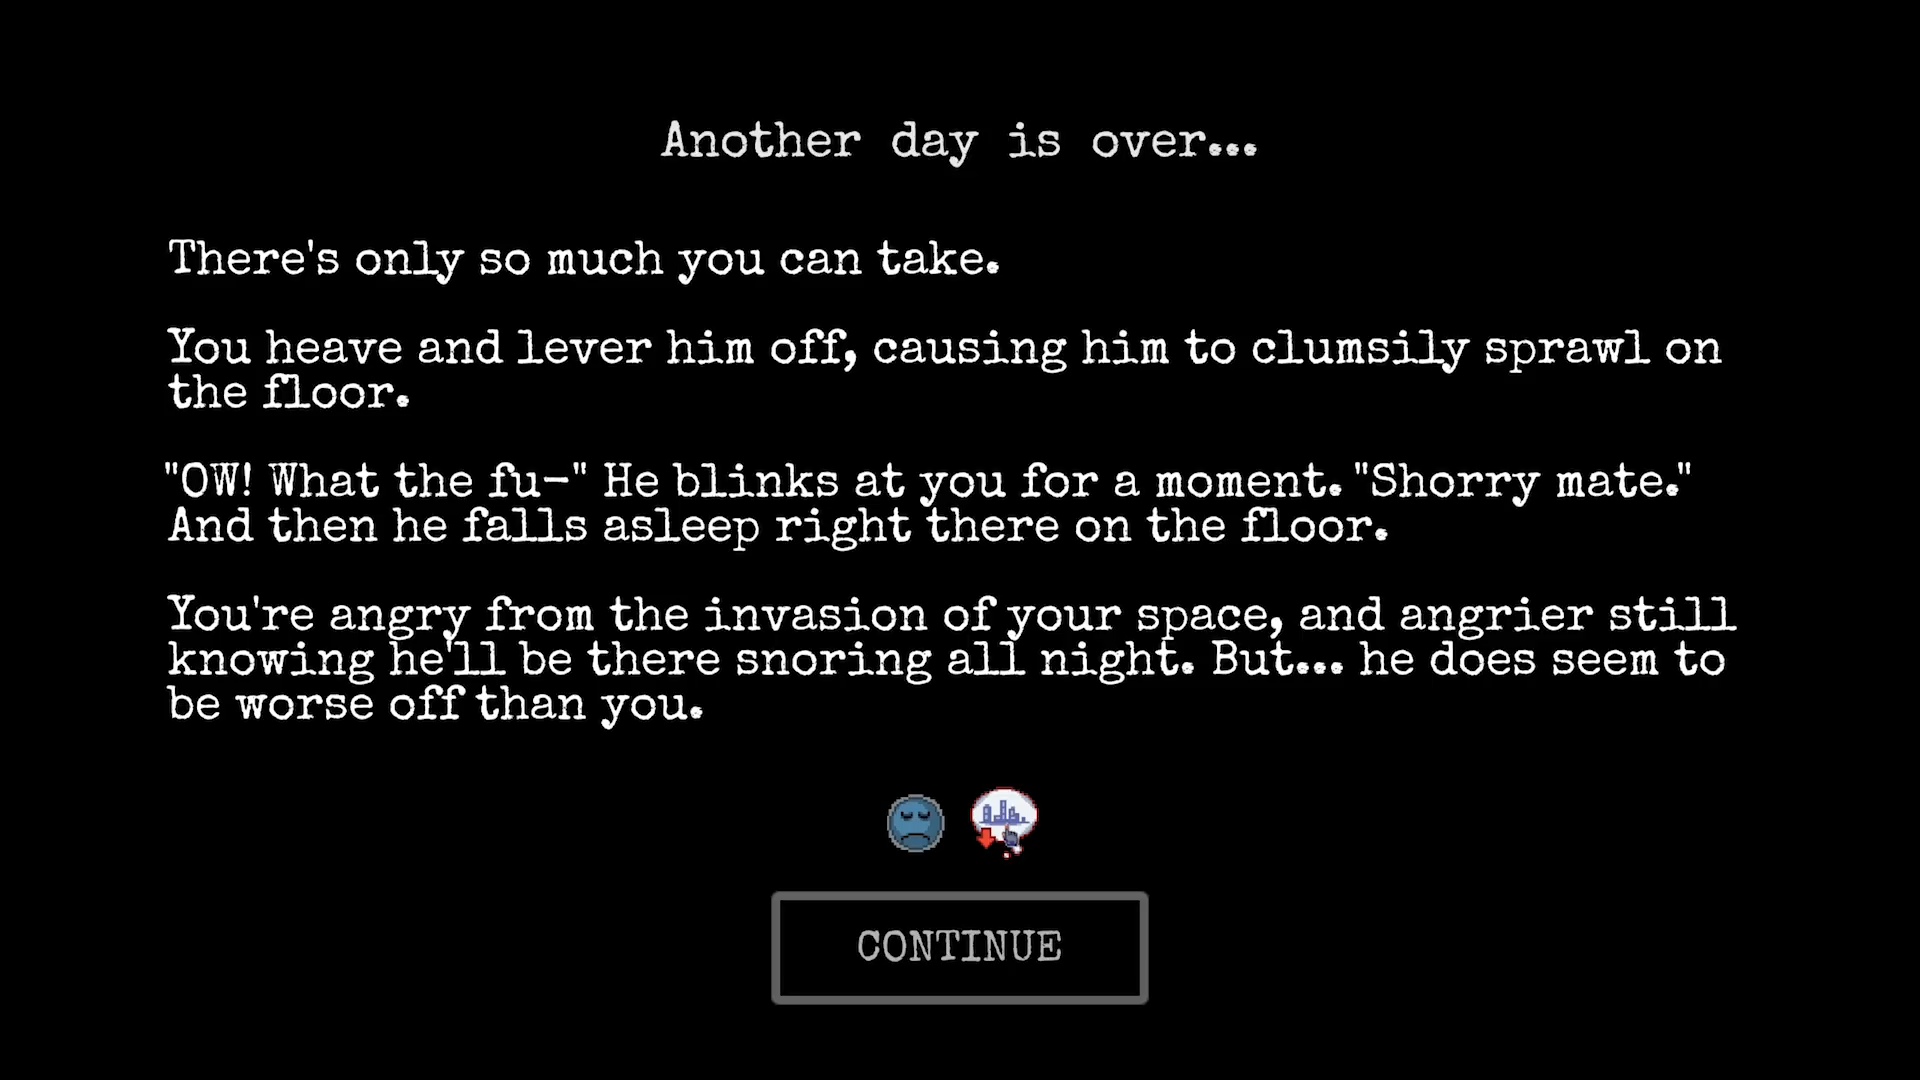 Another day is over...
There's only so much you can take.
You heave and lever him off, causing him to clumsily sprawl on
the floor.
"OW! What the fu—" He blinks at you for a moment. "Shorry mate."
And then he falls asleep right there on the floor.
You're angry from the invasion of your space, and angrier still
knowing he'll be there snoring all night. But... he does seem to
be worse off than you.
CONTINUE